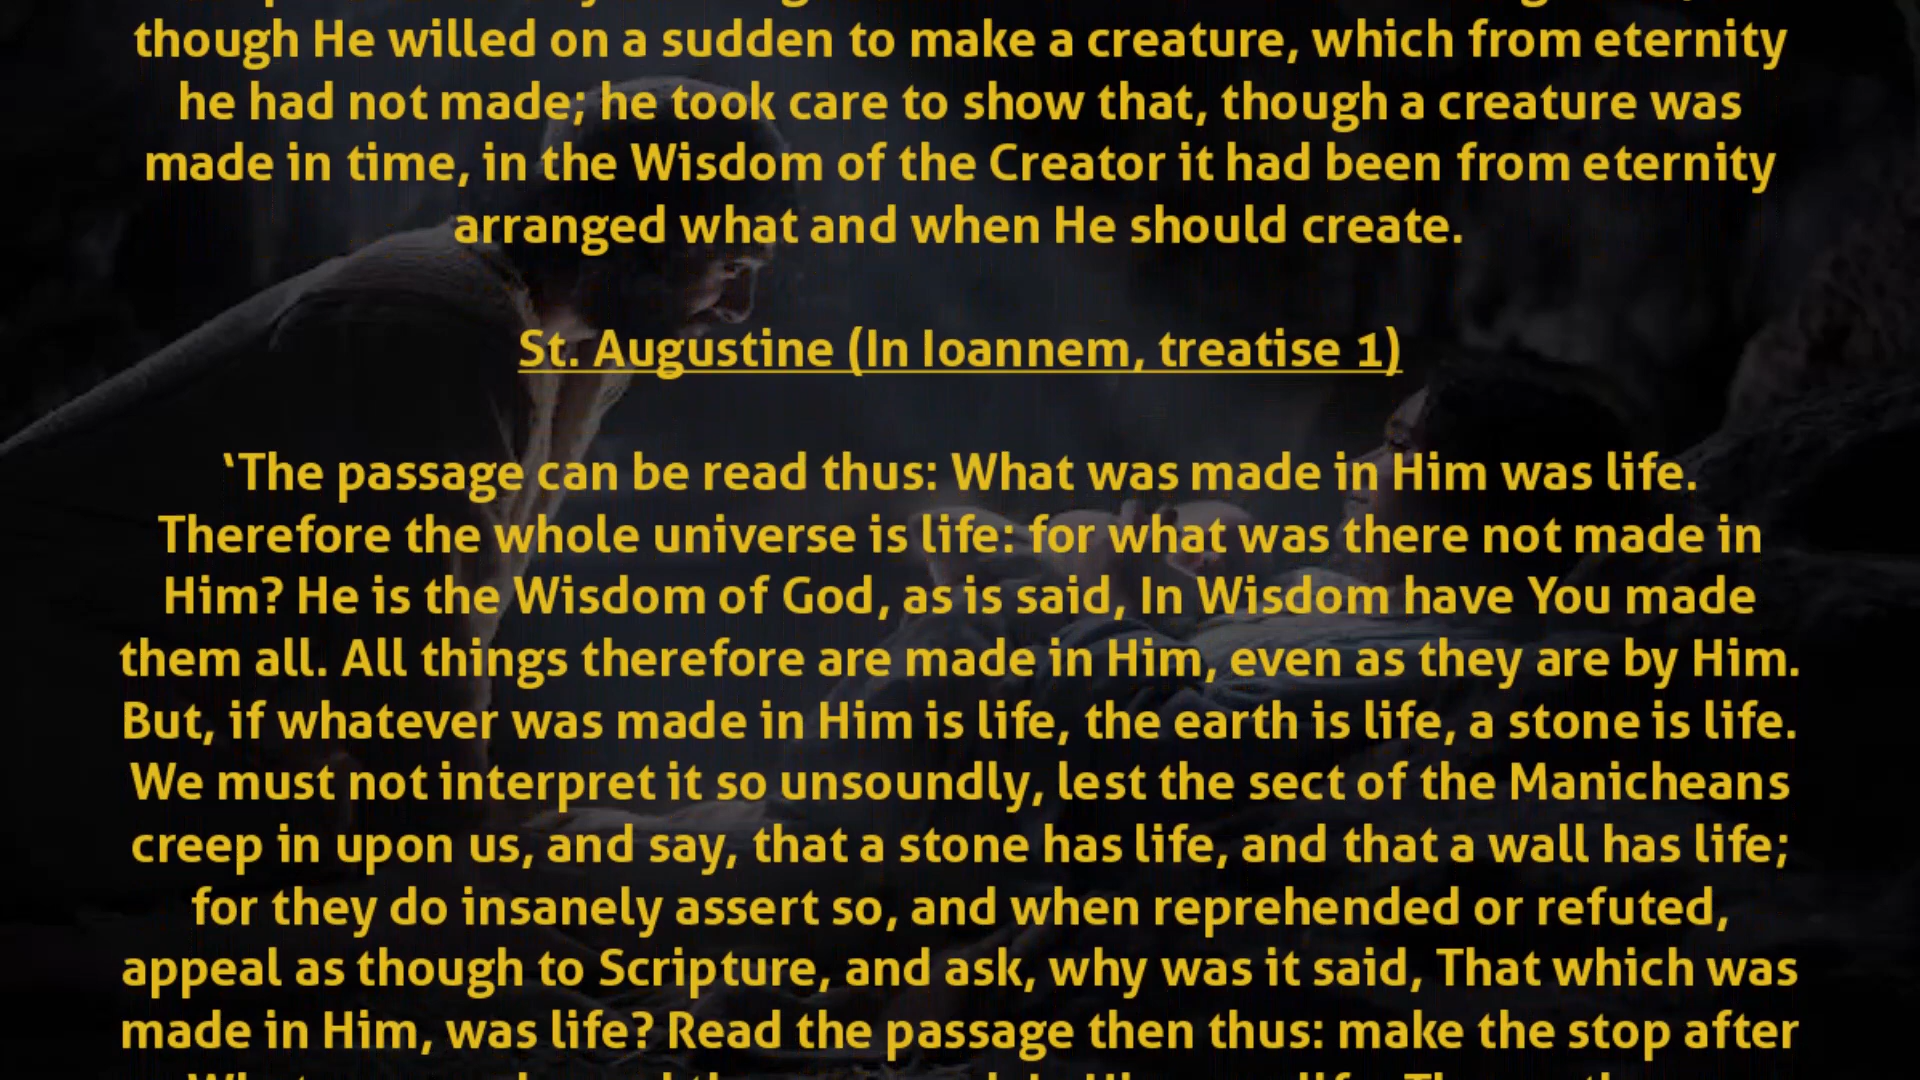 though He willed on a sudden to make a creature, which from eternity
he had not made; he took care to show that, though a creature was
made in time, in the Wisdom of the Creator it had been from eternity
arranged what and when He should create.
St. Augustine (In Ioannem, treatise 1)
‘The passage can be read thus: What was made in Him was life.
Therefore the whole universe is life: for what was there not made in
Him? He is the Wisdom of God, as is said, In Wisdom have You made
them all. All things therefore are made in Him, even as they are by Him.
But, if whatever was made in Him is life, the earth is life, a stone is life.
We must not interpret it so unsoundly, lest the sect of the Manicheans
creep in upon us, and say, that a stone has life, and that a wall has life;
for they do insanely assert so, and when reprehended or refuted,
appeal as though to Scripture, and ask, why was it said, That which was
made in Him, was life? Read the passage then thus: make the stop after